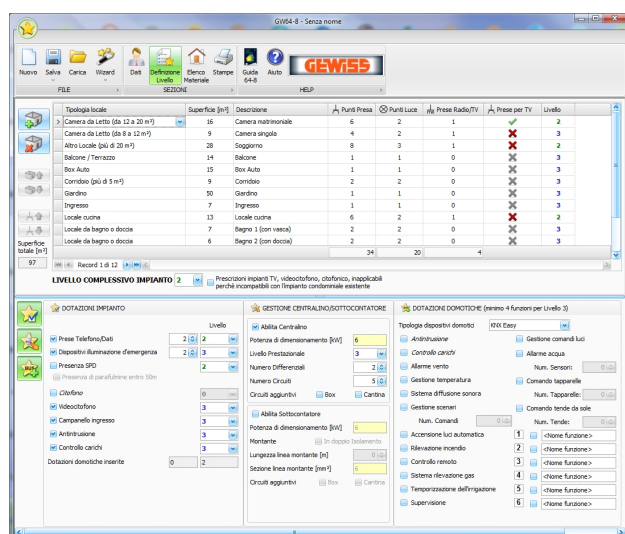 GW64-8 - Senza nome
Nuovo Salva Carica Wizard Dati Definizione Livello Elenco Materiale Stampe Guida 64-8 Aiuto GEWISS
FILE SEZIONI HELP
Tipologia locale Superficie [m²] Descrizione Punti Presa Punti Luce Prese Radio/TV Prese per TV Livello
Camera da Letto (da 12 a 20 m²) 16 Camera matrimoniale 6 2 1 2
Camera da Letto (da 8 a 12 m²) 9 Camera singola 4 2 1 2
Altro Locale (più di 20 m²) 28 Soggiorno 8 3 1 2
Balcone / Terrazzo 14 Balcone 1 1 0 3
Box Auto 15 Box Auto 1 1 0 3
Corridoio (più di 5 m²) 9 Corridoio 2 2 0 3
Giardino 50 Giardino 1 1 0 3
Ingresso 7 Ingresso 1 1 0 3
Locale cucina 13 Locale cucina 6 2 1 2
Locale da bagno o doccia 7 Bagno 1 (con vasca) 2 2 0 3
Locale da bagno o doccia 6 Bagno 2 (con doccia) 2 2 0 3
34 20 4
Superficie totale [m²]
97
Record 1 di 12
LIVELLO COMPLESSIVO IMPIANTO 2 Prescrizioni impianti TV, videocitofono, citofonico, inapplicabili
perchè incompatibili con l'impianto condominiale esistente
DOTAZIONI IMPIANTO
Livello
Prese Telefono/Dati 2 2
Dispositivi illuminazione d'emergenza 2 3
Presenza SPD 2
Presenza di parafulmine entro 50m
Citofono 0
Videocitofono 3
Campanello ingresso 3
Antintrusione 3
Controllo carichi 3
Dotazioni domotiche inserite 0 2
GESTIONE CENTRALINO/SOTTOCONTATORE
Abilita Centralino
Potenza di dimensionamento [kW] 6
Livello Prestazionale 3
Numero Differenziali 2
Numero Circuiti 5
Circuiti aggiuntivi Box Cantina
Abilita Sottocontatore
Potenza di dimensionamento [kW] 6
Montante In doppio Isolamento
Lungezza linea montante [m] 0
Sezione linea montante [mm²] 6
Circuiti aggiuntivi Box Cantina
DOTAZIONI DOMOTICHE (minimo 4 funzioni per Livello 3)
Tipologia dispositivi domotici KNX Easy
Antintrusione Gestione comandi luci
Controllo carichi Allarme acqua
Allarme vento Num. Sensori: 0
Gestione temperatura Comando tapparelle
Sistema diffusione sonora Num. Tapparelle: 0
Gestione scenari Comando tende da sole
Num. Comandi 0 Num. Tende: 0
Accensione luci automatica 1 <Nome funzione>
Rilevazione incendio 2 <Nome funzione>
Controllo remoto 3 <Nome funzione>
Sistema rilevazione gas 4 <Nome funzione>
Temporizzazione dell'irrigazione 5 <Nome funzione>
Supervisione 6 <Nome funzione>